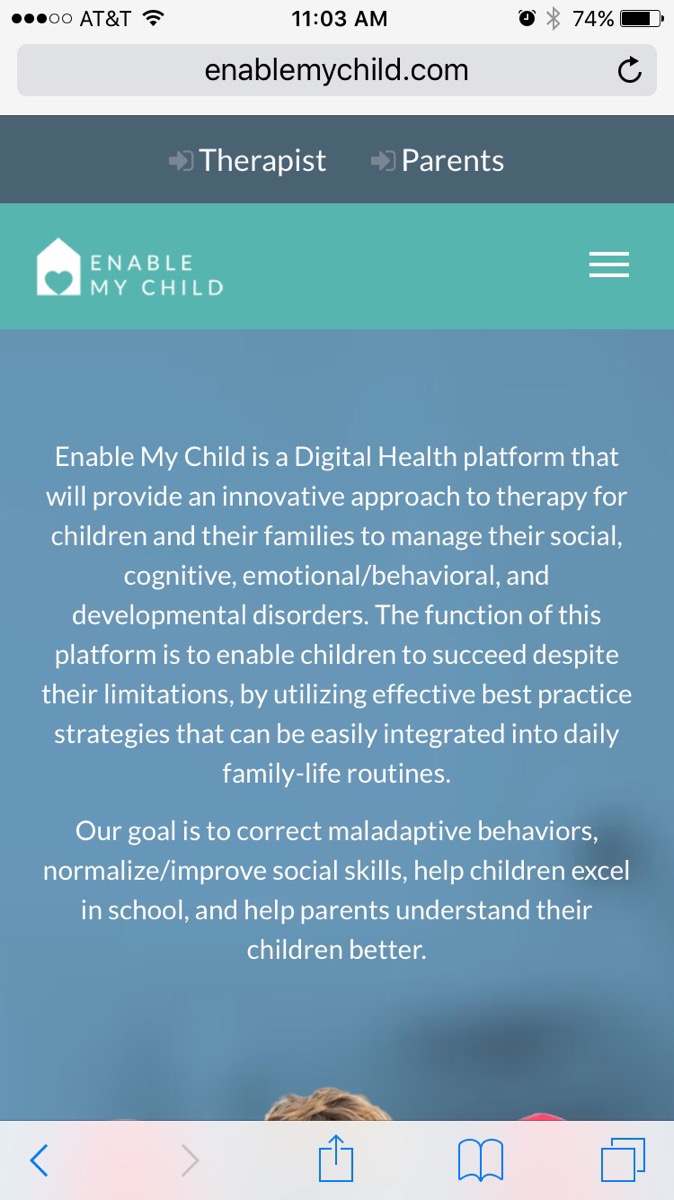 AT&T 11:03 AM 74%
enablemychild.com
Therapist Parents
ENABLE
MY CHILD
Enable My Child is a Digital Health platform that
will provide an innovative approach to therapy for
children and their families to manage their social,
cognitive, emotional/behavioral, and
developmental disorders. The function of this
platform is to enable children to succeed despite
their limitations, by utilizing effective best practice
strategies that can be easily integrated into daily
family-life routines.
Our goal is to correct maladaptive behaviors,
normalize/improve social skills, help children excel
in school, and help parents understand their
children better.